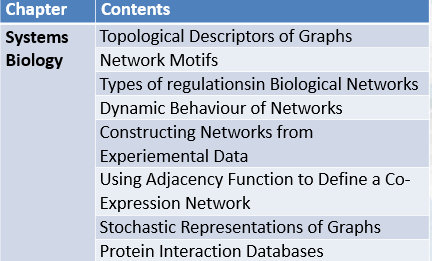 Chapter Contents
Systems Topological Descriptors of Graphs
Biology Network Motifs
Types of regulationsin Biological Networks
Dynamic Behaviour of Networks
Constructing Networks from
Experiemental Data
Using Adjacency Function to Define a Co-
Expression Network
Stochastic Representations of Graphs
Protein Interaction Databases